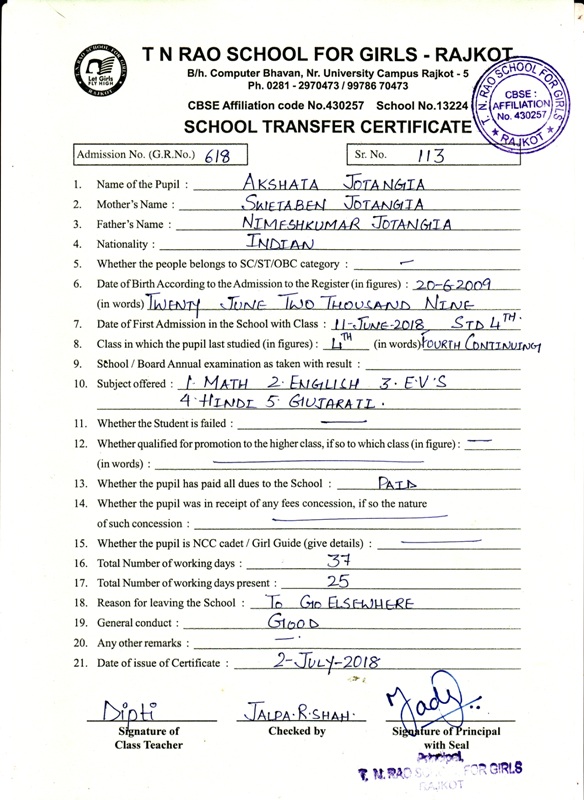 T N RAO SCHOOL FOR GIRLS - RAJKOT
B/h. Computer Bhavan, Nr. University Campus Rajkot - 5
Ph. 0281 - 2970473 / 99786 70473
CBSE Affiliation code No.430257 School No.13224
SCHOOL TRANSFER CERTIFICATE
T. N. RAO SCHOOL FOR GIRLS
CBSE :
AFFILIATION
No. 430257
RAJKOT
T N RAO SCHOOL FOR GIRLS
Let Girls
FLY HIGH
RAJKOT
Admission No. (G.R.No.) 618 Sr. No. 113
1. Name of the Pupil : AKSHATA JOTANGIA
2. Mother's Name : JOTANGIA
3. Father's Name : NIMESHKUMAR JOTANGIA
4. Nationality : INDIAN
5. Whether the people belongs to SC/ST/OBC category : —
6. Date of Birth According to the Admission to the Register (in figures) : 20-6-2009
(in words) TWENTY JUNE TWO THOUSAND NINE
7. Date of First Admission in the School with Class : 11-JUNE-2018 STD 4TH.
8. Class in which the pupil last studied (in figures) : 4TH (in words) FOURTH CONTINUING
9. School / Board Annual examination as taken with result :
10. Subject offered : 1. MATH 2. ENGLISH 3. E.V'S
4. HINDI 5. GUJARATI.
11. Whether the Student is failed : —
12. Whether qualified for promotion to the higher class, if so to which class (in figure) : —
(in words) : —
13. Whether the pupil has paid all dues to the School : PAID
14. Whether the pupil was in receipt of any fees concession, if so the nature
of such concession : —
15. Whether the pupil is NCC cadet / Girl Guide (give details) : —
16. Total Number of working days : 37
17. Total Number of working days present : 25
18. Reason for leaving the School : TO GO ELSEWHERE
19. General conduct : GOOD
20. Any other remarks : —
21. Date of issue of Certificate : 2-JULY-2018
Dipti JALPA.R.SHAH.
Signature of Checked by Signature of Principal
Class Teacher with Seal
Principal,
T. N. RAO SCHOOL FOR GIRLS
RAJKOT